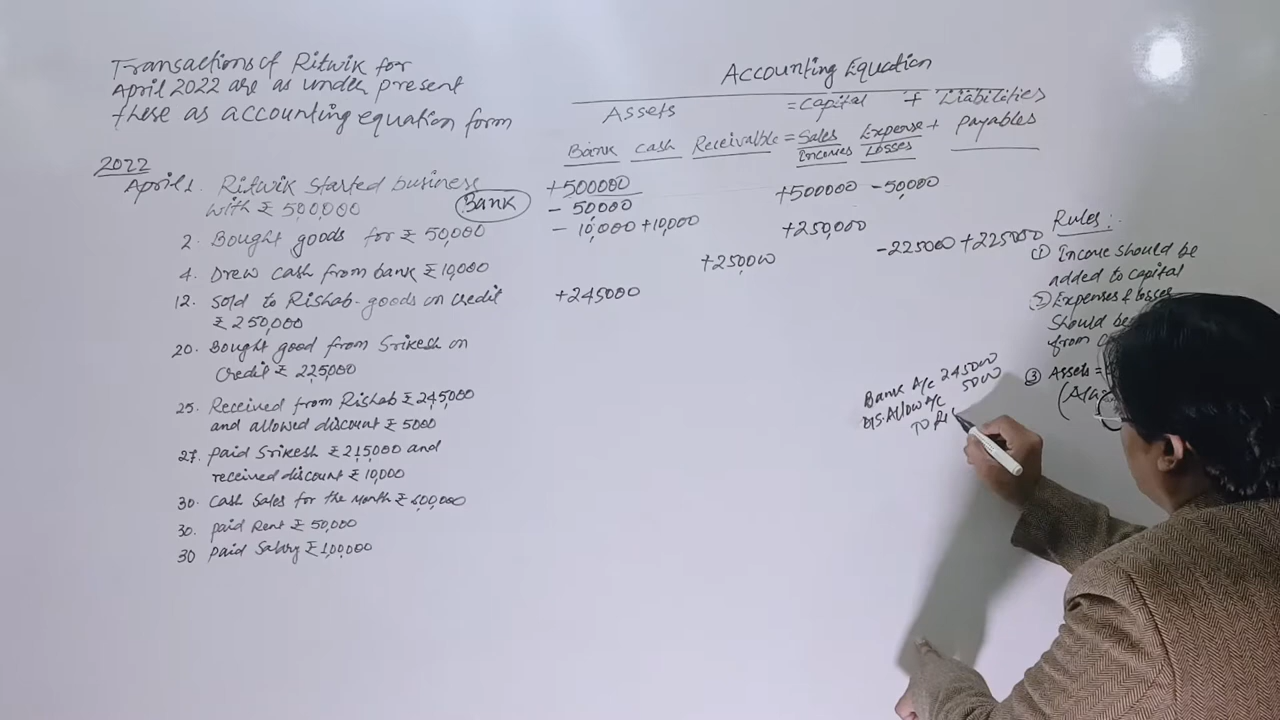 Transactions of Ritwik for
April 2022 are as under present
these as accounting equation form
2022
April 1. Ritwik started business
with ₹ 500,000
Bank
2. Bought goods for ₹ 50,000
4. Drew cash from bank ₹ 10,000
12. Sold to Rishab goods on credit
₹ 250,000
20. Bought good from Srikesh on
credit ₹ 225,000
25. Received from Rishab ₹ 245,000
and allowed discount ₹ 5000
27. paid Srikesh ₹ 215,000 and
received discount ₹ 10,000
30. cash sales for the month ₹ 600,000
30. paid Rent ₹ 50,000
30 paid Salary ₹ 1,00,000
Accounting Equation
Assets = capital + Liabilities
Bank cash Receivable = Sales Expense + payables
Incomes Losses
+500000 +500000 -50000
- 50000
- 10,000 +10,000 +250,000
+250,000 -225000 +225000
+245000
Rules:-
① Income should be
added to capital
② Expenses & losses
should be
from
③ Assets =
Bank A/c 245000
DIS. Allow A/c 5000
TO